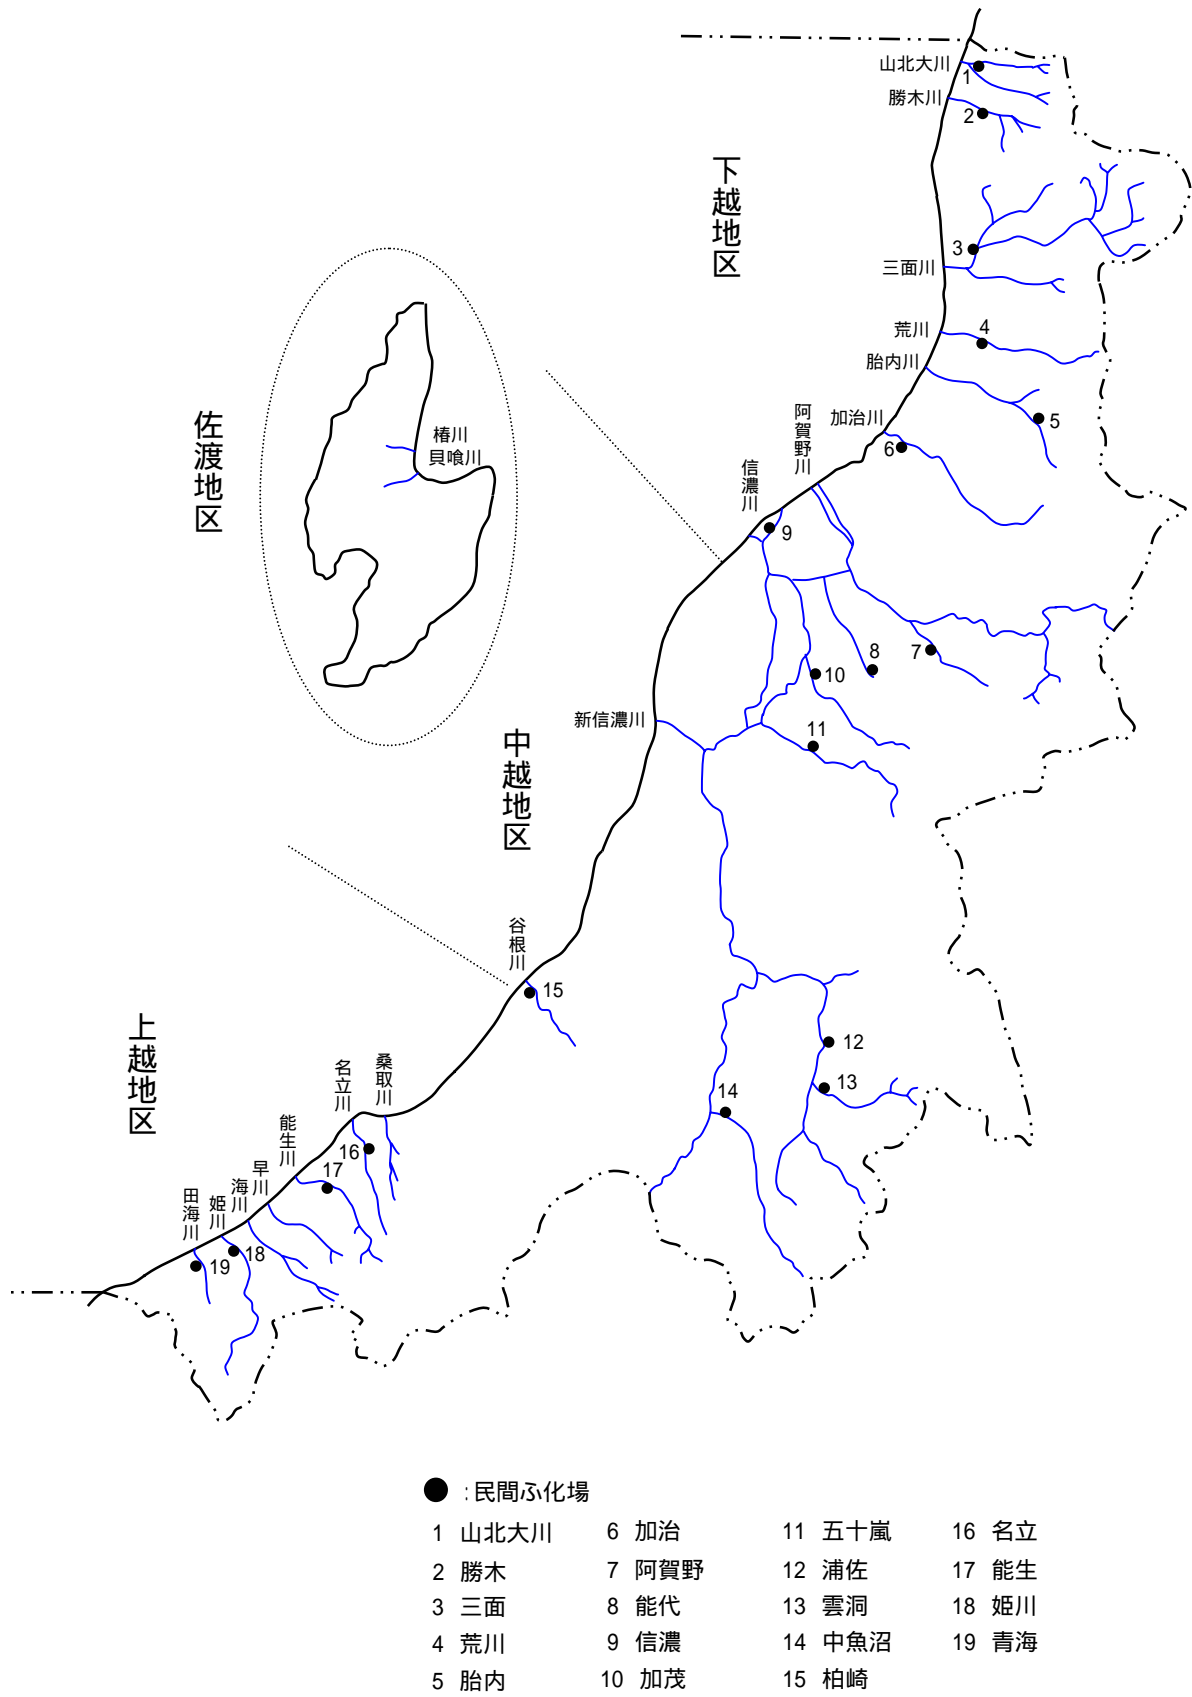 山北大川
1
勝木川
2
下越地区
3
三面川
荒川
4
胎内川
5
加治川
6
阿賀野川
信濃川
9
佐渡地区
椿川
貝喰川
7
8
10
新信濃川
11
中越地区
谷根川
15
12
13
14
上越地区
桑取川
名立川
16
能生川
17
早川
海川
姫川
18
田海川
19
:民間ふ化場
1 山北大川 6 加治 11 五十嵐 16 名立
2 勝木 7 阿賀野 12 浦佐 17 能生
3 三面 8 能代 13 雲洞 18 姫川
4 荒川 9 信濃 14 中魚沼 19 青海
5 胎内 10 加茂 15 柏崎